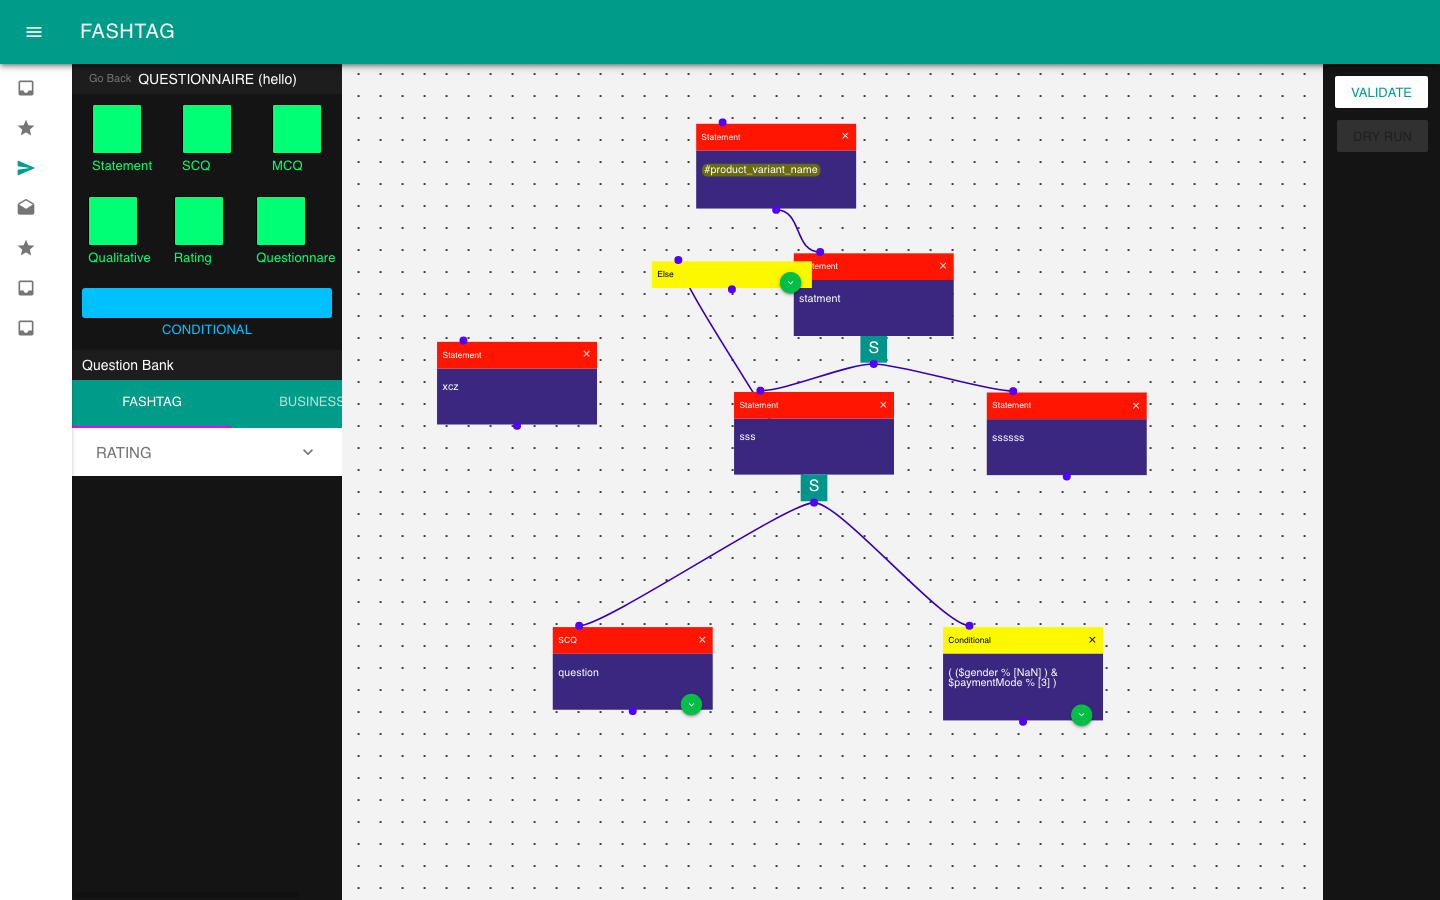 FASHTAG
Go Back QUESTIONNAIRE (hello)
Statement SCQ MCQ
Qualitative Rating Questionnare
CONDITIONAL
Question Bank
FASHTAG BUSINESS
RATING
Statement
#product_variant_name
Else
tement
statment
S
Statement
xcz
Statement
sss
S
Statement
ssssss
SCQ
question
Conditional
( ($gender % [NaN] ) &
$paymentMode % [3] )
VALIDATE
DRY RUN